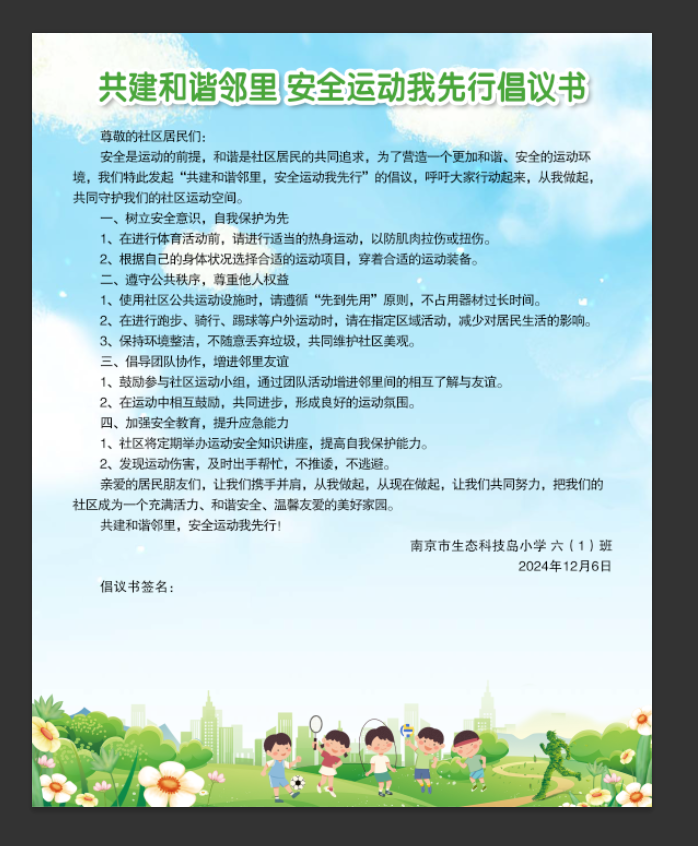 共建和谐邻里 安全运动我先行倡议书
尊敬的社区居民们：
安全是运动的前提，和谐是社区居民的共同追求，为了营造一个更加和谐、安全的运动环
境，我们特此发起“共建和谐邻里，安全运动我先行”的倡议，呼吁大家行动起来，从我做起，
共同守护我们的社区运动空间。
一、树立安全意识，自我保护为先
1、在进行体育活动前，请进行适当的热身运动，以防肌肉拉伤或扭伤。
2、根据自己的身体状况选择合适的运动项目，穿着合适的运动装备。
二、遵守公共秩序，尊重他人权益
1、使用社区公共运动设施时，请遵循“先到先用”原则，不占用器材过长时间。
2、在进行跑步、骑行、踢球等户外运动时，请在指定区域活动，减少对居民生活的影响。
3、保持环境整洁，不随意丢弃垃圾，共同维护社区美观。
三、倡导团队协作，增进邻里友谊
1、鼓励参与社区运动小组，通过团队活动增进邻里间的相互了解与友谊。
2、在运动中相互鼓励，共同进步，形成良好的运动氛围。
四、加强安全教育，提升应急能力
1、社区将定期举办运动安全知识讲座，提高自我保护能力。
2、发现运动伤害，及时出手帮忙，不推诿，不逃避。
亲爱的居民朋友们，让我们携手并肩，从我做起，从现在做起，让我们共同努力，把我们的
社区成为一个充满活力、和谐安全、温馨友爱的美好家园。
共建和谐邻里，安全运动我先行！
南京市生态科技岛小学 六（1）班
2024年12月6日
倡议书签名：